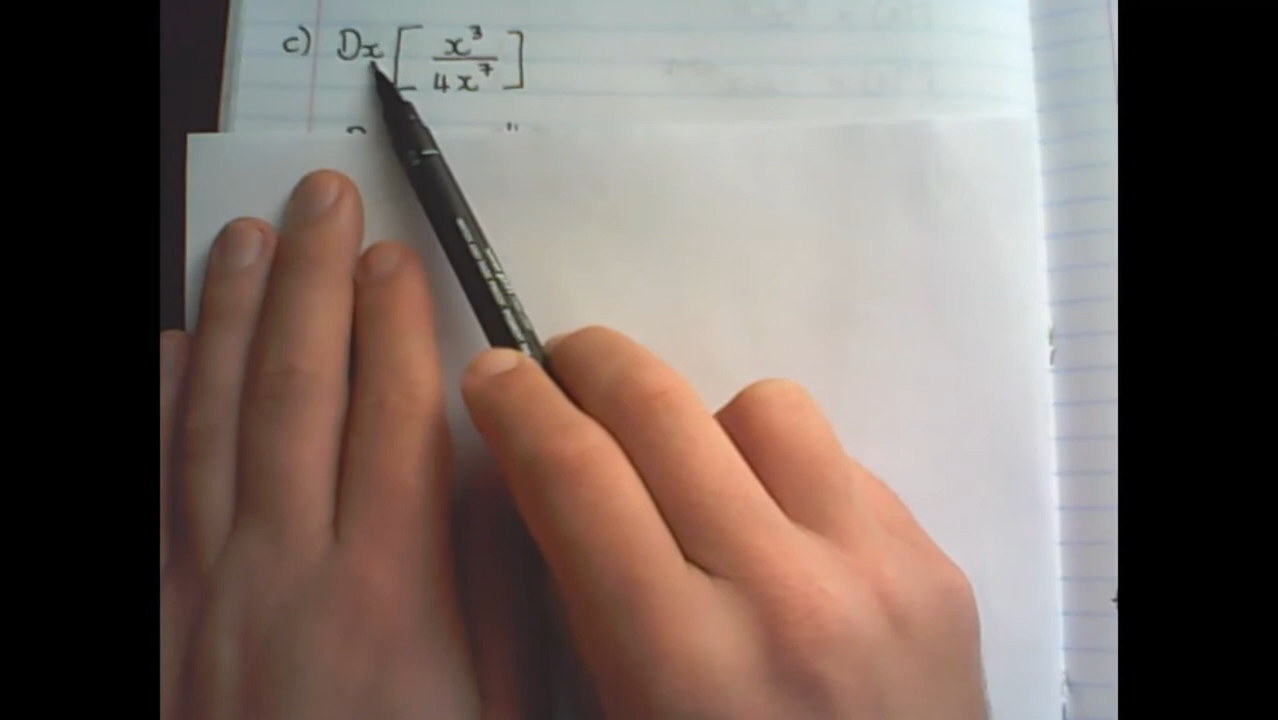 c) Dx [ x³ / 4x⁷ ]